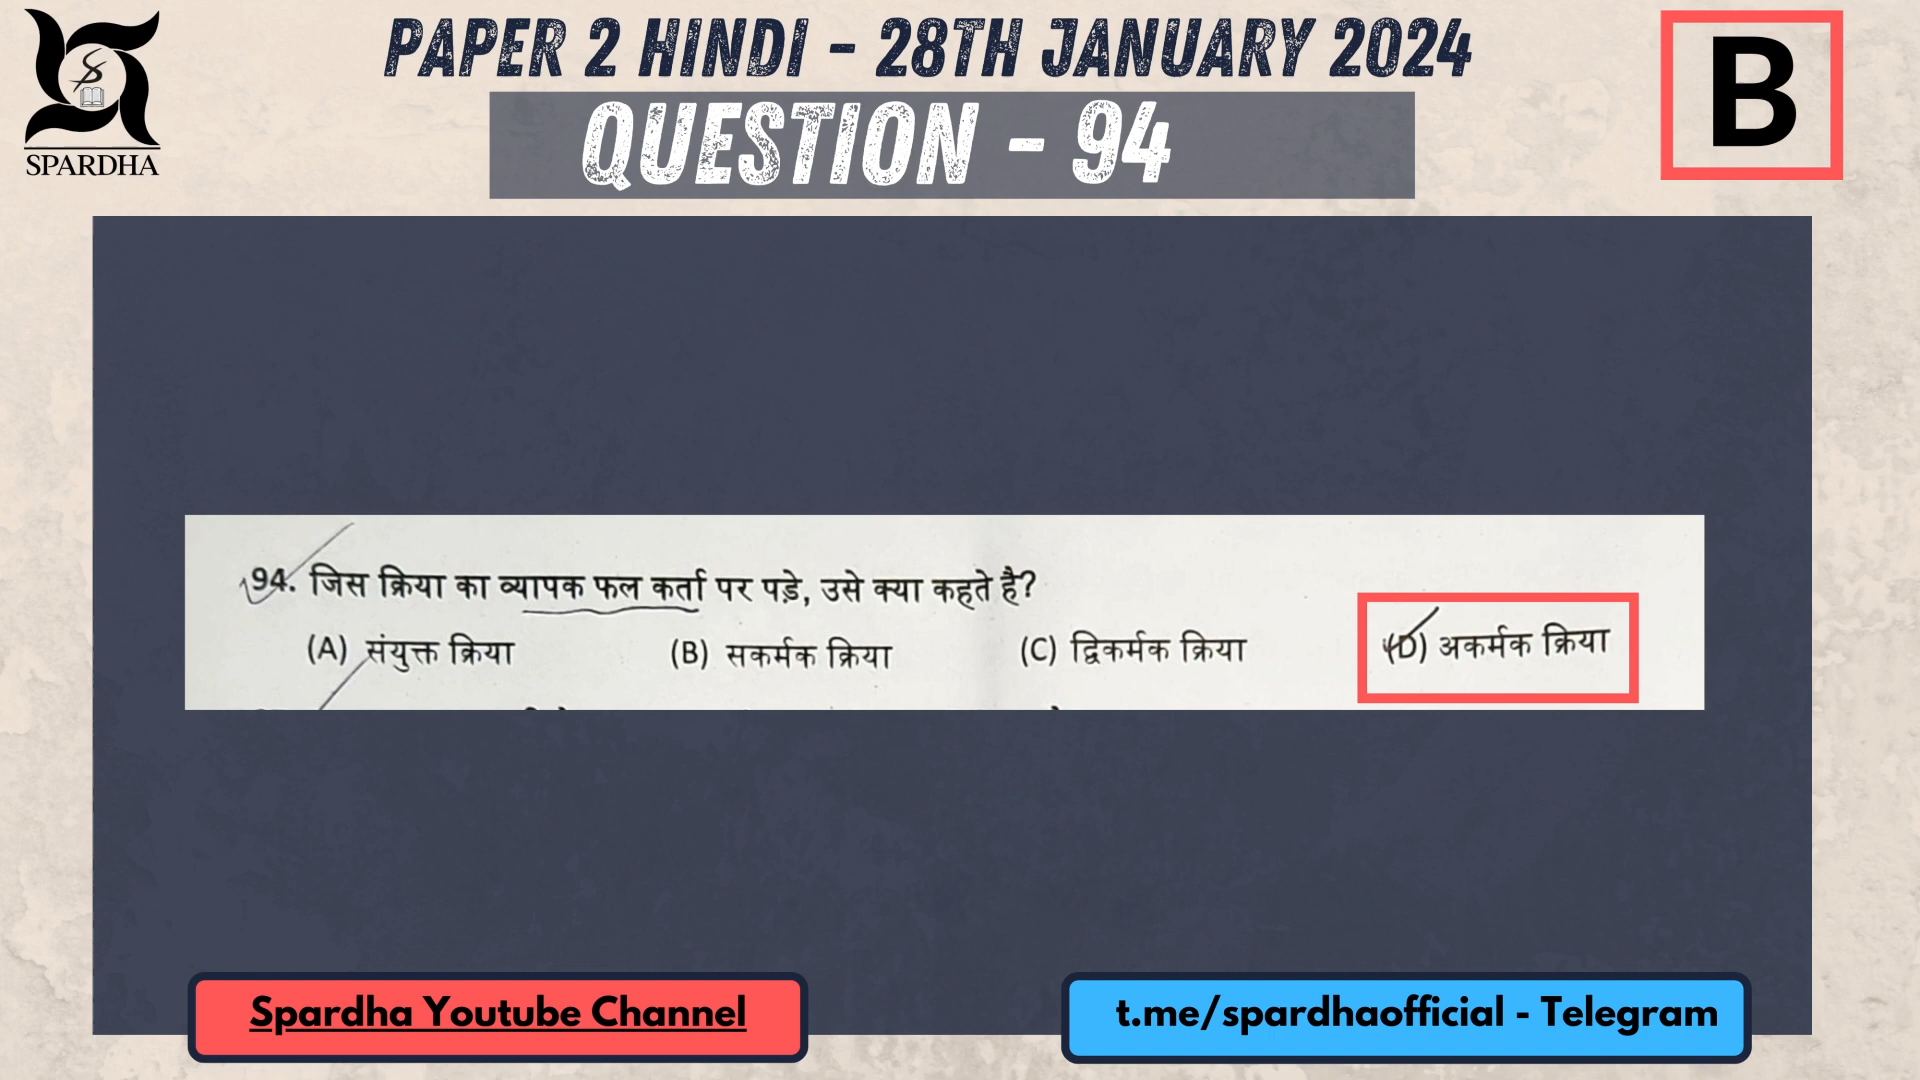 PAPER 2 HINDI - 28TH JANUARY 2024
B
QUESTION - 94
SPARDHA
94. जिस क्रिया का व्यापक फल कर्ता पर पड़े, उसे क्या कहते है?
(A) संयुक्त क्रिया (B) सकर्मक क्रिया (C) द्विकर्मक क्रिया (D) अकर्मक क्रिया
Spardha Youtube Channel
t.me/spardhaofficial - Telegram